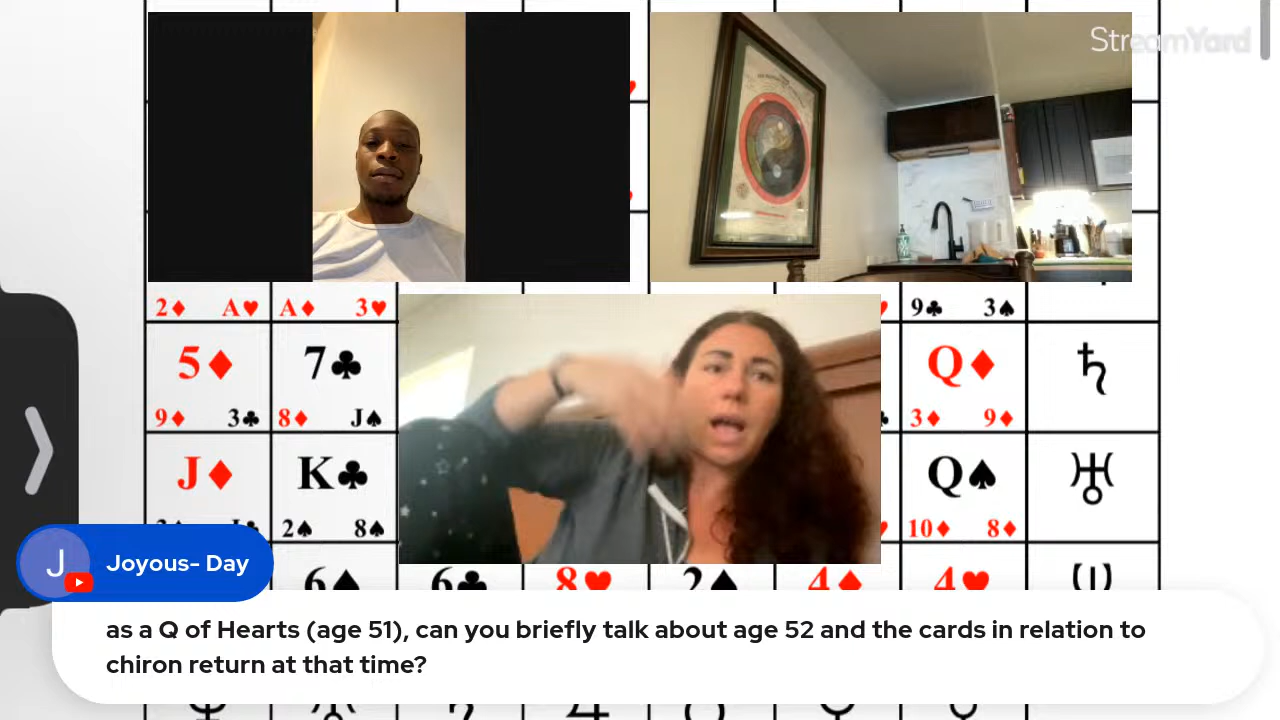 StreamYard
2♦ A♥ A♦ 3♥ 9♣ 3♠
5♦ 7♣ Q♦ ♄
9♦ 3♣ 8♦ J♠ 3♦ 9♦
J♦ K♣ Q♠ ♅
2♠ 8♠ 10♦ 8♦
6♠ 6♣ 8♥ 2♠ 4♦ 4♥
J
Joyous- Day
as a Q of Hearts (age 51), can you briefly talk about age 52 and the cards in relation to
chiron return at that time?